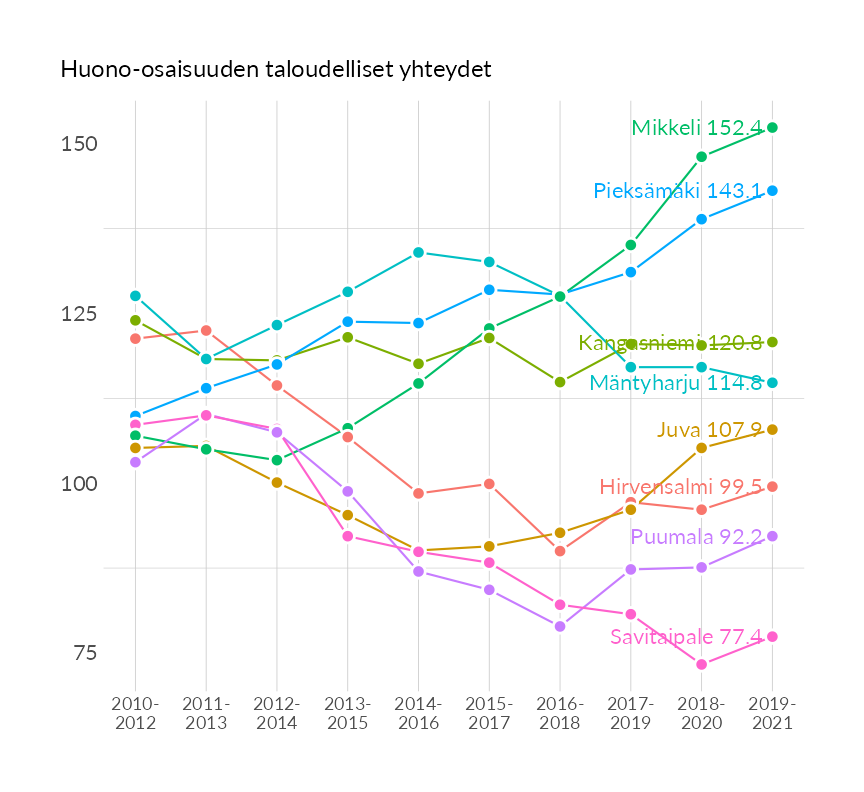 Huono-osaisuuden taloudelliset yhteydet
150
125
100
75
Mikkeli 152.4
Pieksämäki 143.1
Kangasniemi 120.8
Mäntyharju 114.8
Juva 107.9
Hirvensalmi 99.5
Puumala 92.2
Savitaipale 77.4
2010- 2011- 2012- 2013- 2014- 2015- 2016- 2017- 2018- 2019-
2012 2013 2014 2015 2016 2017 2018 2019 2020 2021